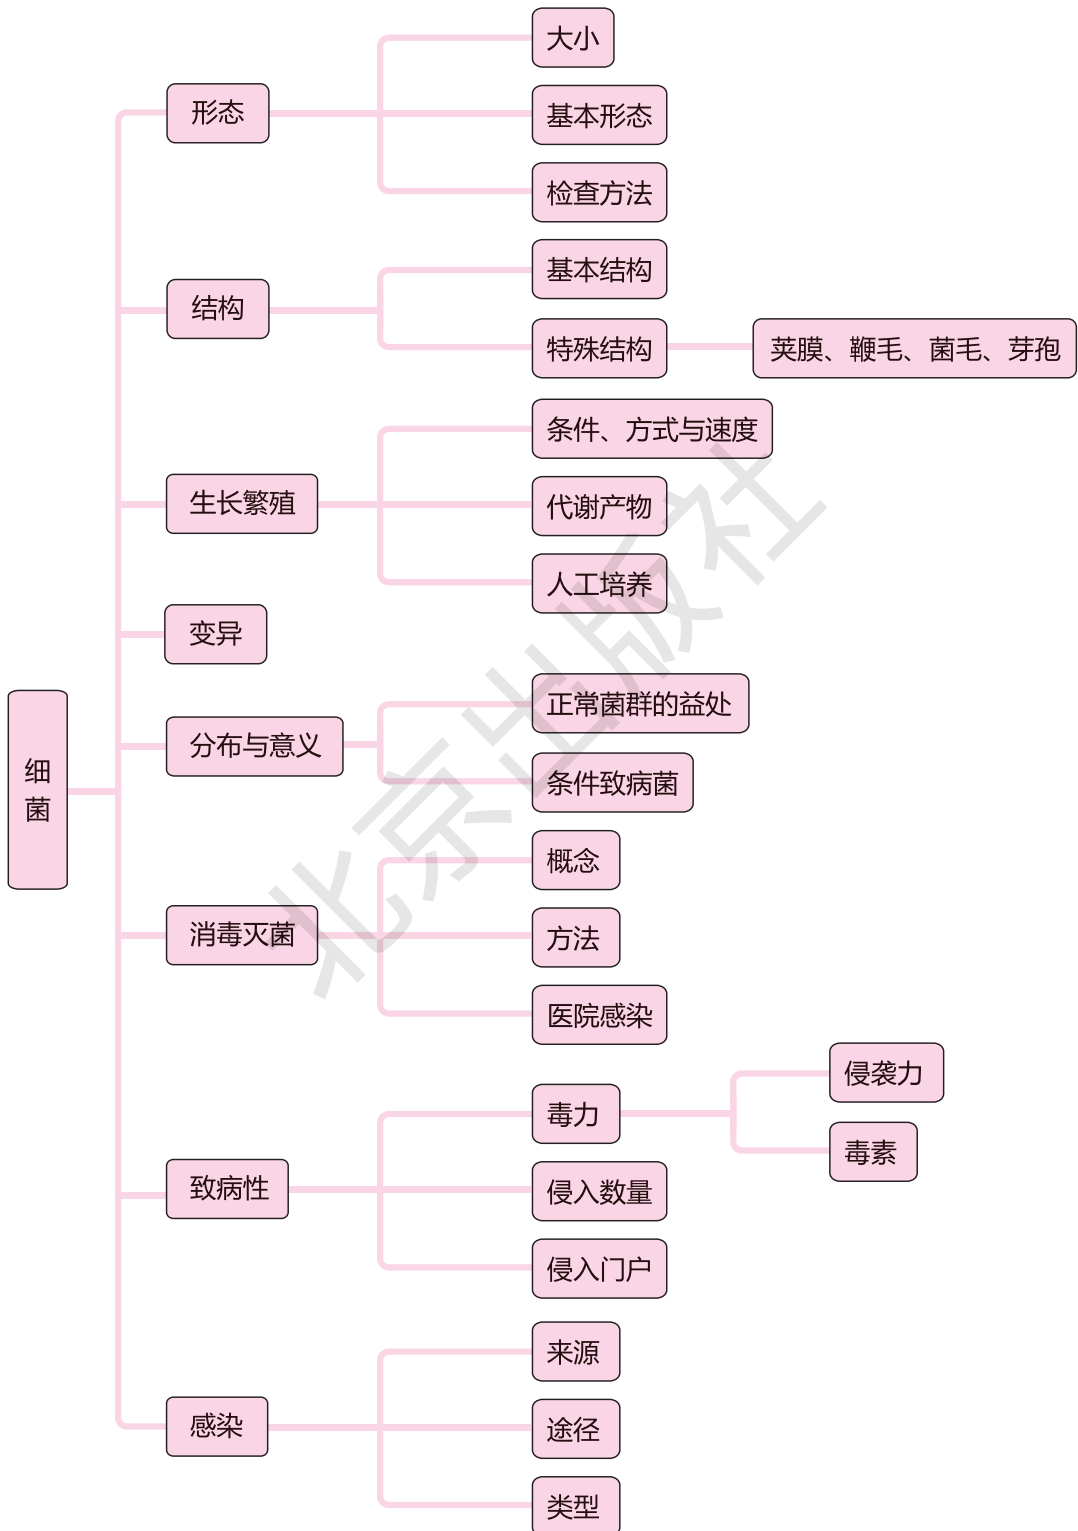 细菌
形态
大小
基本形态
检查方法
结构
基本结构
特殊结构
荚膜、鞭毛、菌毛、芽孢
生长繁殖
条件、方式与速度
代谢产物
人工培养
变异
分布与意义
正常菌群的益处
条件致病菌
消毒灭菌
概念
方法
医院感染
致病性
毒力
侵袭力
毒素
侵入数量
侵入门户
感染
来源
途径
类型
北京出版社